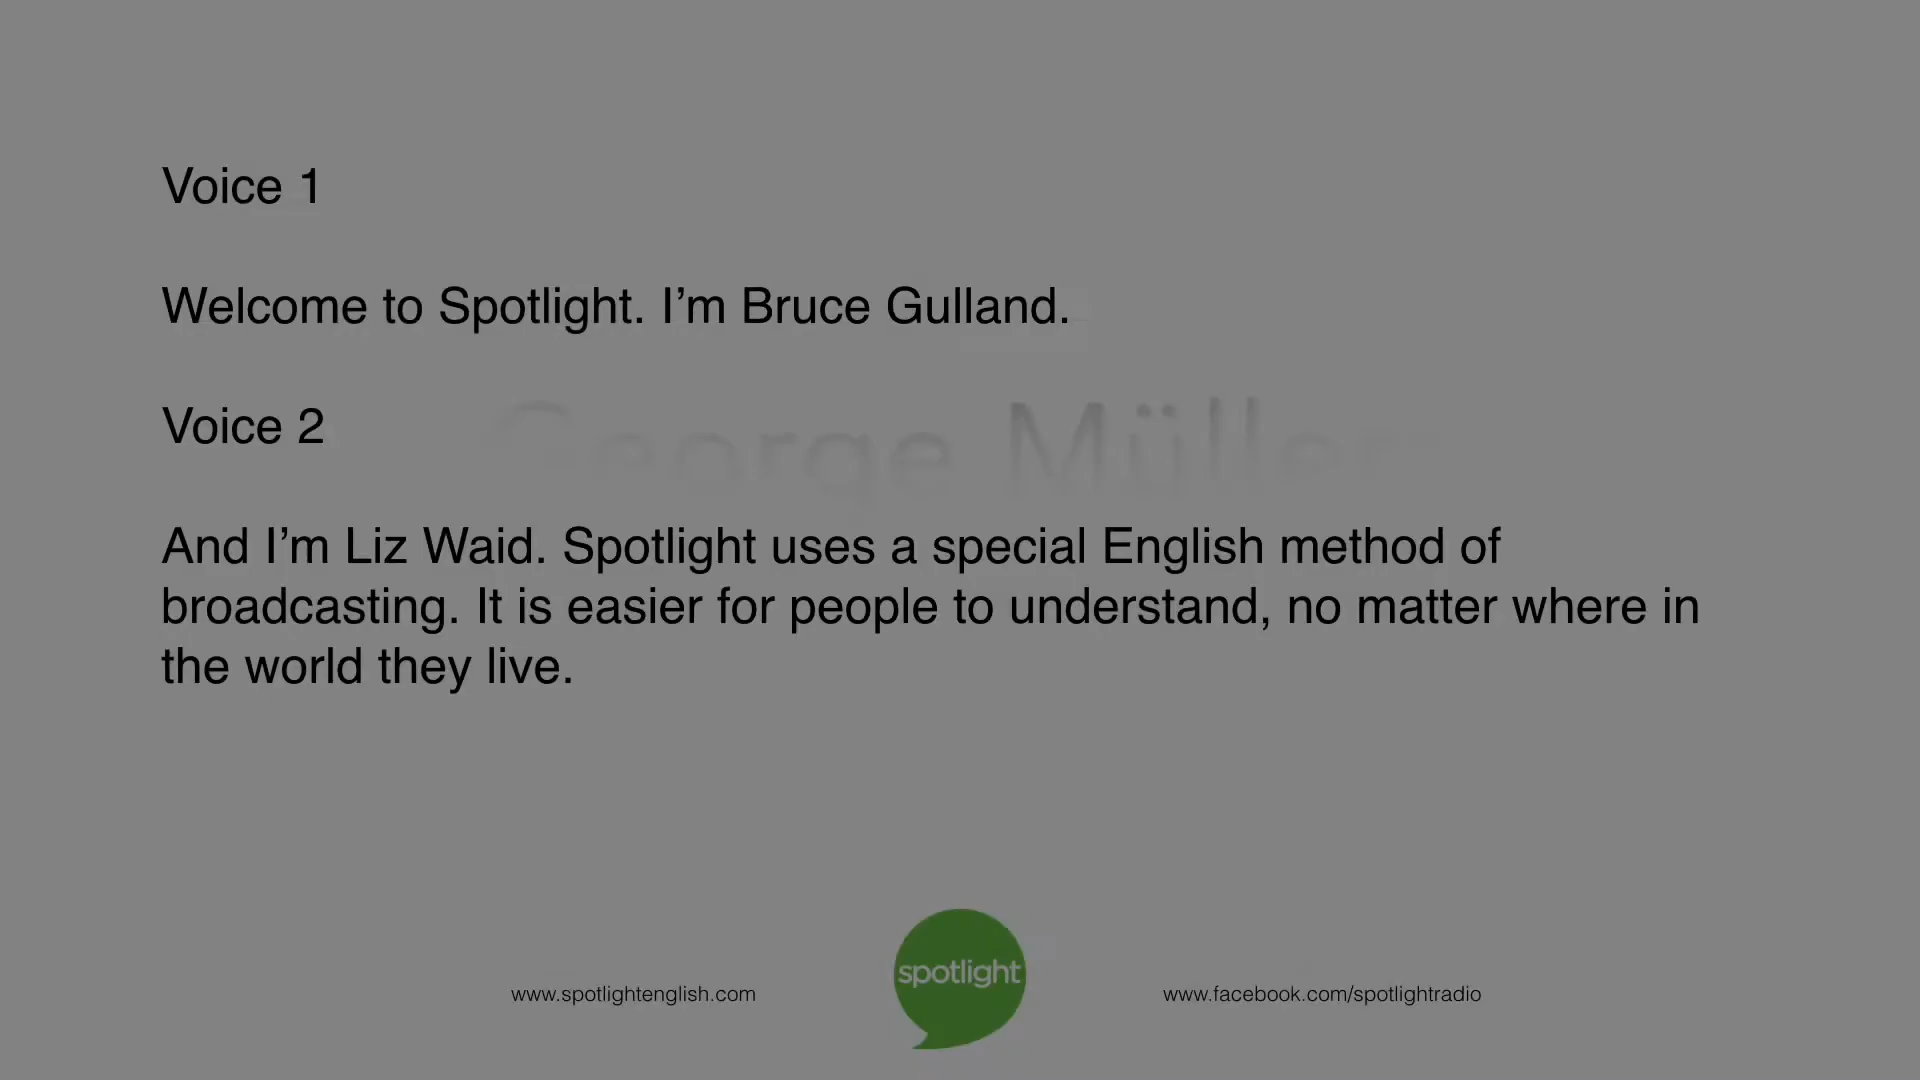 Voice 1
Welcome to Spotlight. I’m Bruce Gulland.
Voice 2
George Müller
And I’m Liz Waid. Spotlight uses a special English method of
broadcasting. It is easier for people to understand, no matter where in
the world they live.
www.spotlightenglish.com
spotlight
www.facebook.com/spotlightradio